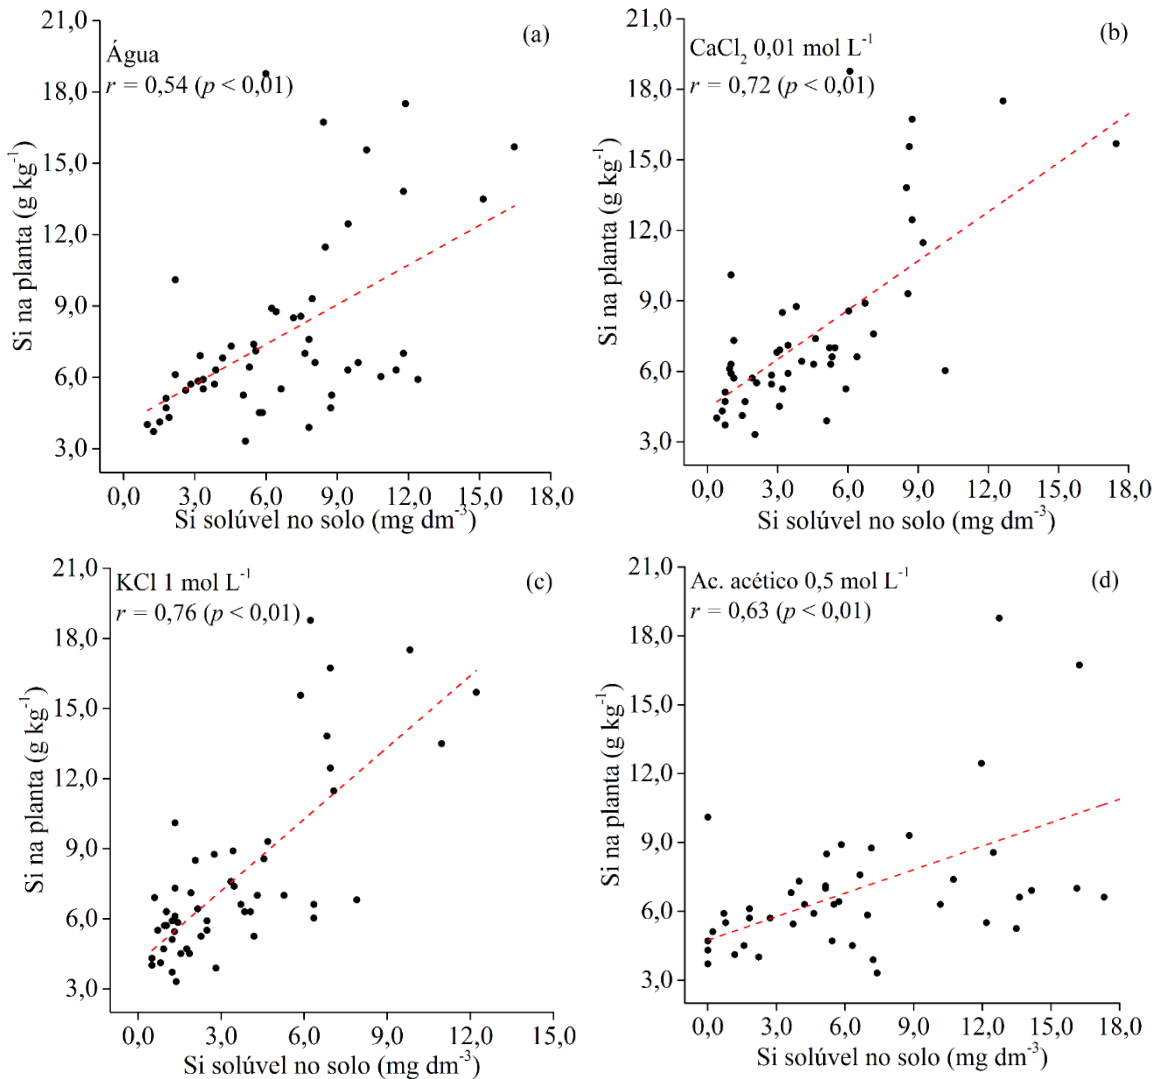 21,0
18,0
15,0
12,0
9,0
6,0
3,0
Si na planta (g kg⁻¹)
(a)
Água
r = 0,54 (p < 0,01)
0,0 3,0 6,0 9,0 12,0 15,0 18,0
Si solúvel no solo (mg dm⁻³)
21,0
18,0
15,0
12,0
9,0
6,0
3,0
Si na planta (g kg⁻¹)
(b)
CaCl₂ 0,01 mol L⁻¹
r = 0,72 (p < 0,01)
0,0 3,0 6,0 9,0 12,0 15,0 18,0
Si solúvel no solo (mg dm⁻³)
21,0
18,0
15,0
12,0
9,0
6,0
3,0
Si na planta (g kg⁻¹)
(c)
KCl 1 mol L⁻¹
r = 0,76 (p < 0,01)
0,0 3,0 6,0 9,0 12,0 15,0
Si solúvel no solo (mg dm⁻³)
21,0
18,0
15,0
12,0
9,0
6,0
3,0
Si na planta (g kg⁻¹)
(d)
Ac. acético 0,5 mol L⁻¹
r = 0,63 (p < 0,01)
0,0 3,0 6,0 9,0 12,0 15,0 18,0
Si solúvel no solo (mg dm⁻³)